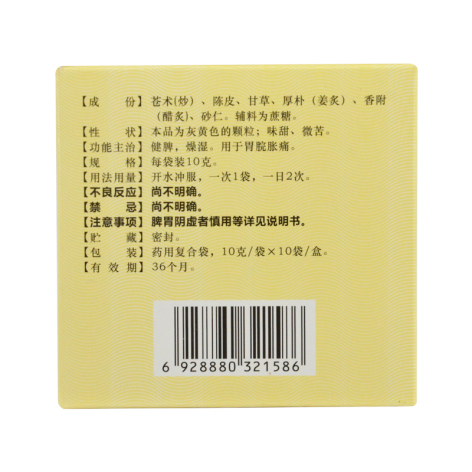 【成　份】苍术(炒)、陈皮、甘草、厚朴（姜炙）、香附
（醋炙)、砂仁。辅料为蔗糖。
【性　状】本品为灰黄色的颗粒；味甜、微苦。
【功能主治】健脾，燥湿。用于胃脘胀痛。
【规　格】每袋装10克。
【用法用量】开水冲服，一次1袋，一日2次。
【不良反应】尚不明确。
【禁　忌】尚不明确。
【注意事项】脾胃阴虚者慎用等详见说明书。
【贮　藏】密封。
【包　装】药用复合袋，10克/袋×10袋/盒。
【有 效 期】36个月。
6 928880 321586